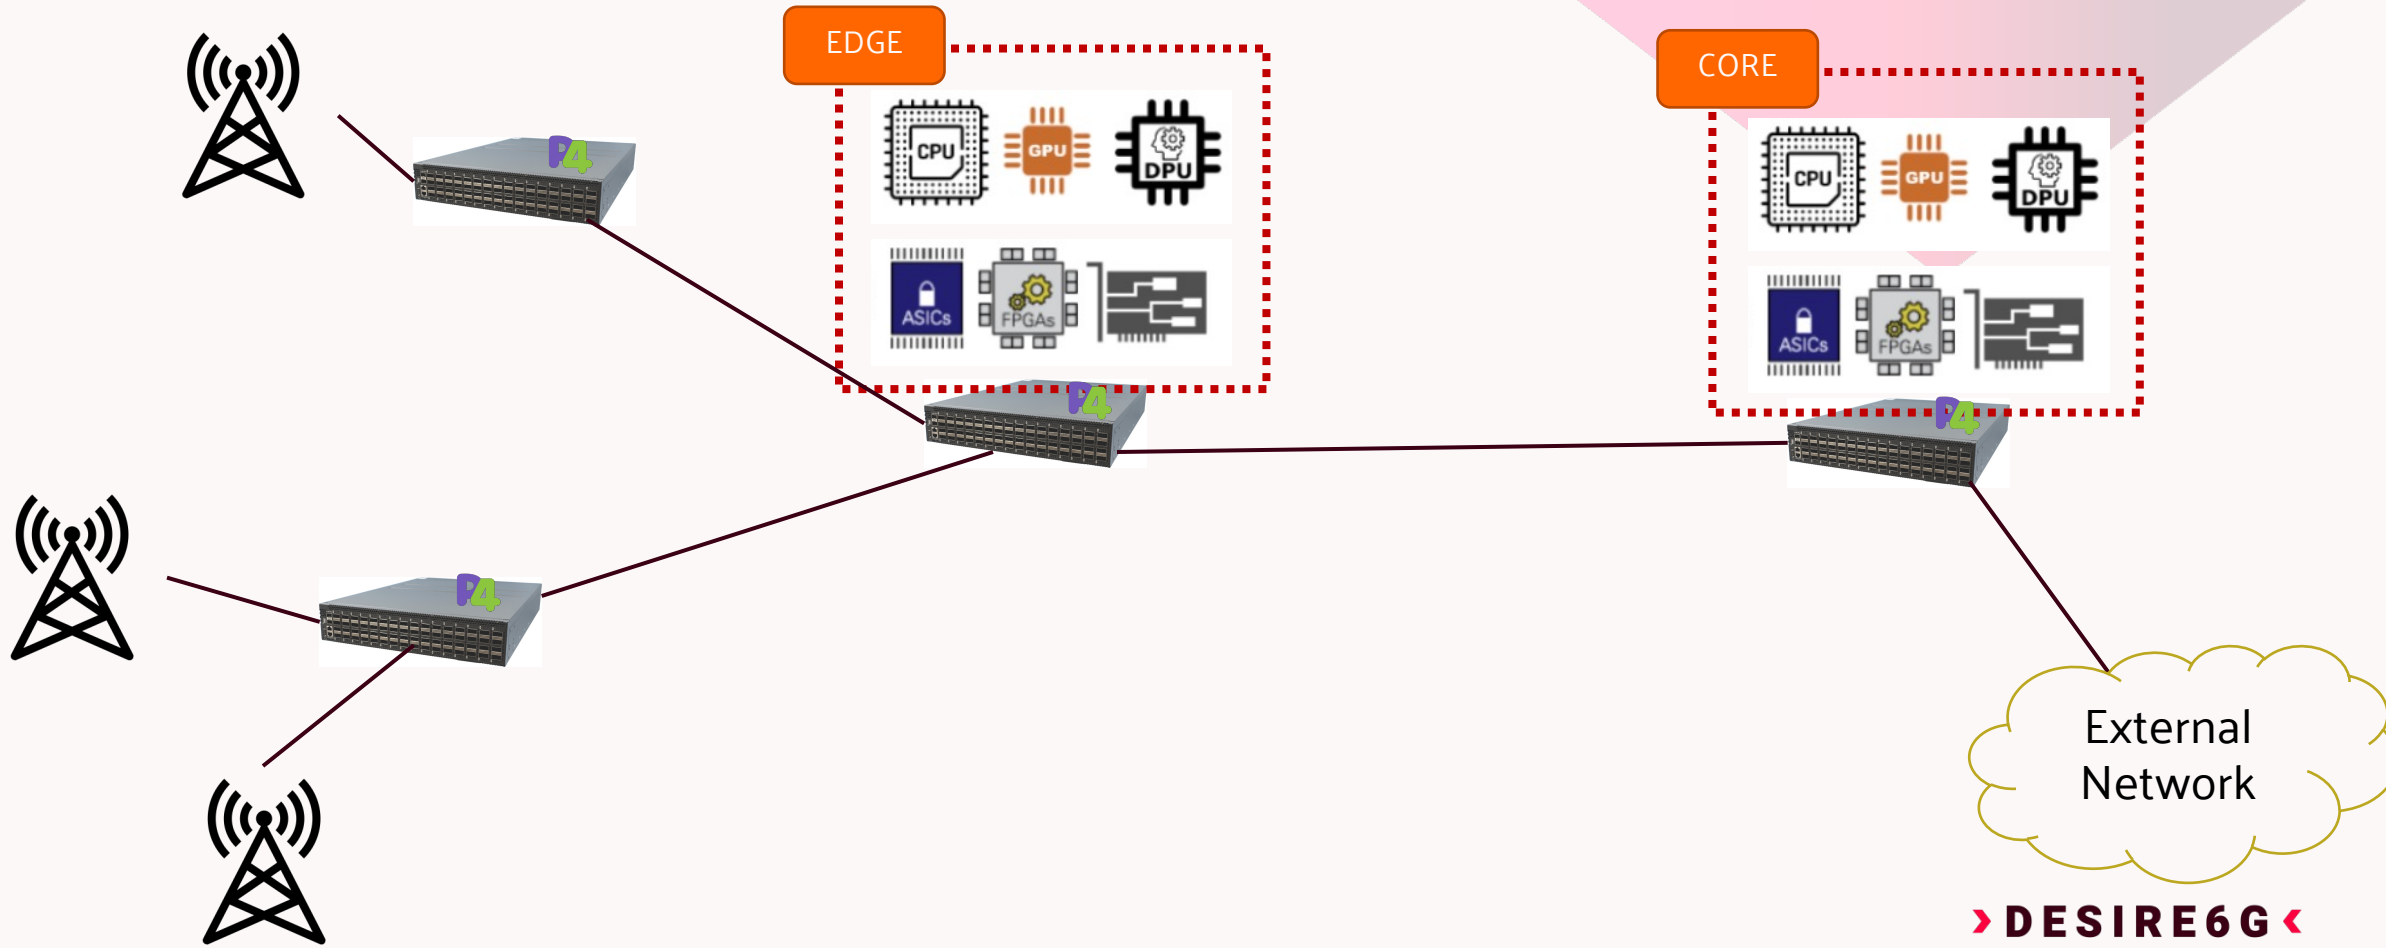 EDGE
CORE
CPU
GPU
DPU
CPU
GPU
DPU
ASICs
FPGAs
ASICs
FPGAs
P4
P4
P4
P4
External
Network
DESIRE6G